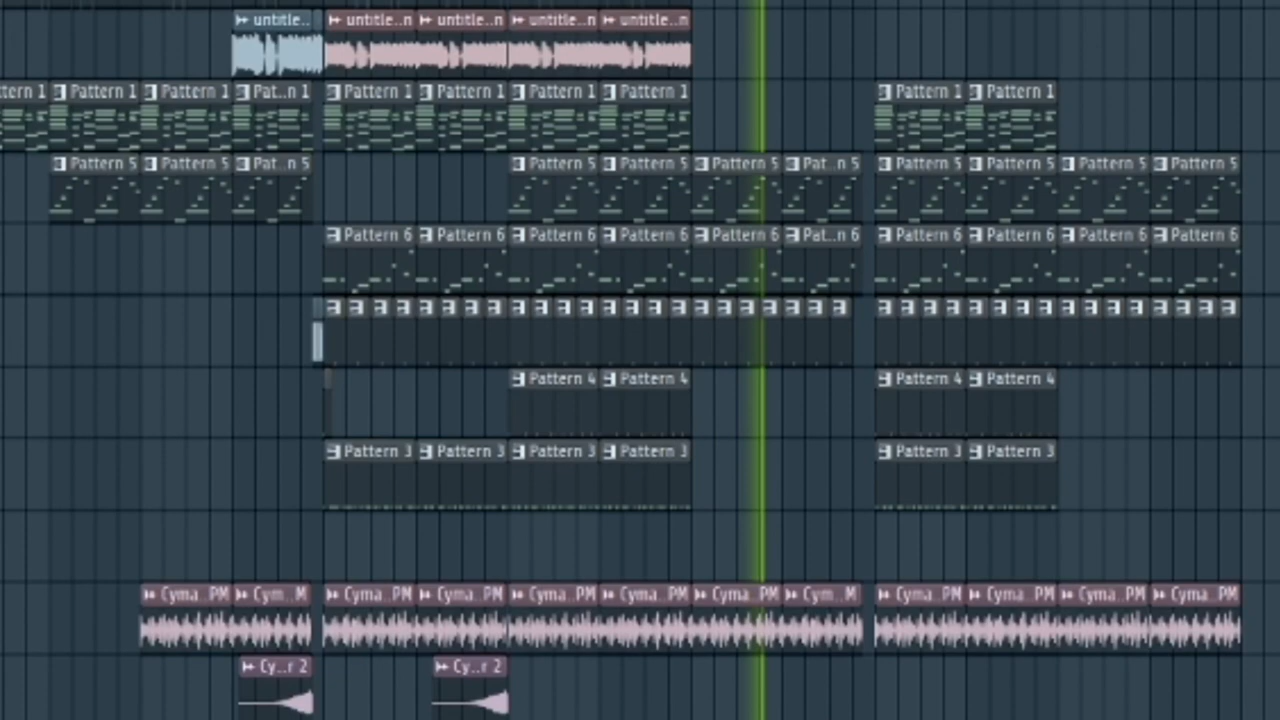 untitle.. untitle..n untitle..n untitle..n untitle..n
ttern 1 Pattern 1 Pattern 1 Pat..n 1 Pattern 1 Pattern 1 Pattern 1 Pattern 1 Pattern 1 Pattern 1
Pattern 5 Pattern 5 Pat..n 5 Pattern 5 Pattern 5 Pattern 5 Pat..n 5 Pattern 5 Pattern 5 Pattern 5 Pattern 5
Pattern 6 Pattern 6 Pattern 6 Pattern 6 Pattern 6 Pat..n 6 Pattern 6 Pattern 6 Pattern 6 Pattern 6
Pattern 4 Pattern 4 Pattern 4 Pattern 4
Pattern 3 Pattern 3 Pattern 3 Pattern 3 Pattern 3 Pattern 3
Cyma..PM Cym..M Cyma..PM Cyma..PM Cyma..PM Cyma..PM Cyma..PM Cym..M Cyma..PM Cyma..PM Cyma..PM Cyma..PM
Cy..r 2 Cy..r 2